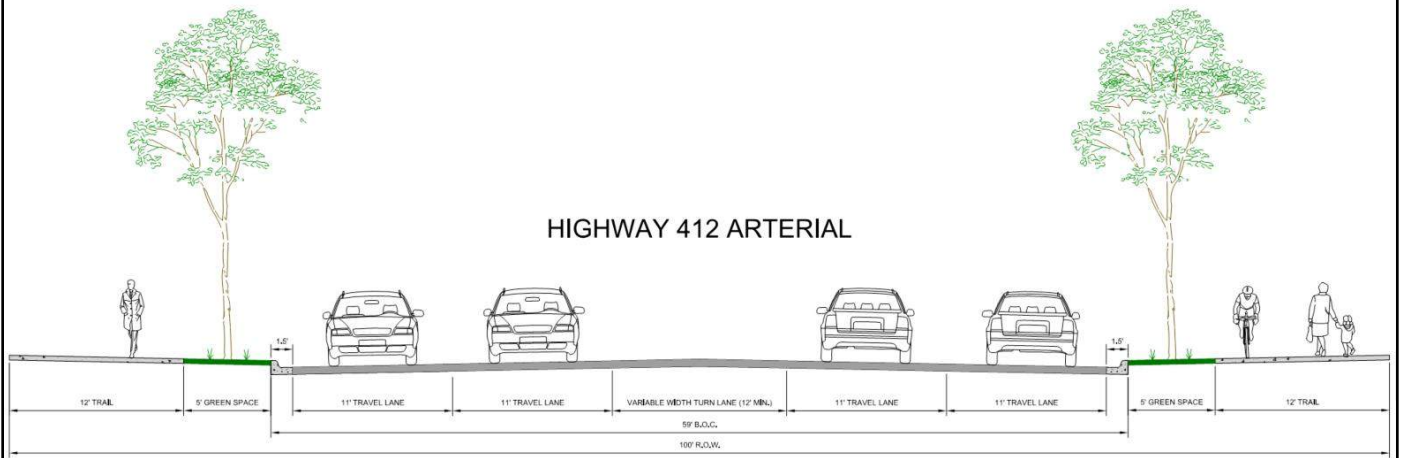 HIGHWAY 412 ARTERIAL
1.5'
1.5'
12' TRAIL
5' GREEN SPACE
11' TRAVEL LANE
11' TRAVEL LANE
VARIABLE WIDTH TURN LANE (12' MIN.)
11' TRAVEL LANE
11' TRAVEL LANE
5' GREEN SPACE
12' TRAIL
59' B.O.C.
100' R.O.W.